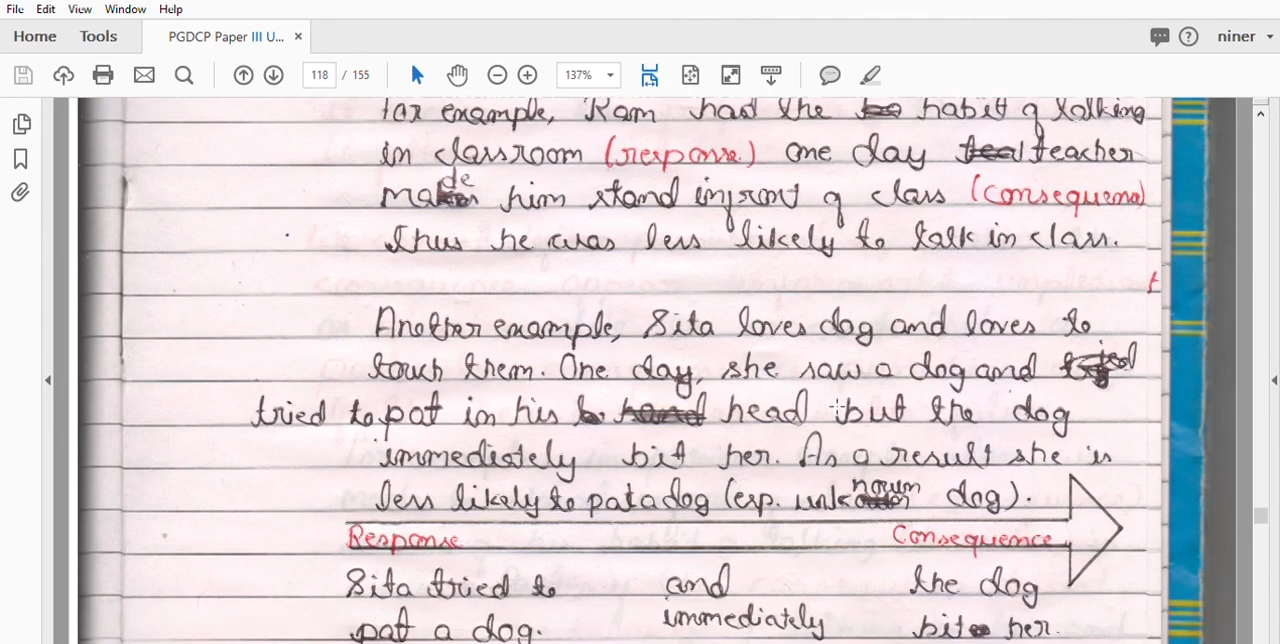 File Edit View Window Help
Home Tools PGDCP Paper III U... × niner
118 / 155 137%
for example, Ram had the habit of talking
in classroom (response) One day teacher
made him stand infront of class (consequence)
Thus he was less likely to talk in class.
t
Another example, Sita loves dog and loves to
touch them. One day, she saw a dog and
tried to pat in his head but the dog
immediately bit her. As a result she is
less likely to pat a dog (esp. unknown dog).
Response Consequence
Sita tried to and the dog
pat a dog. immediately bit her.